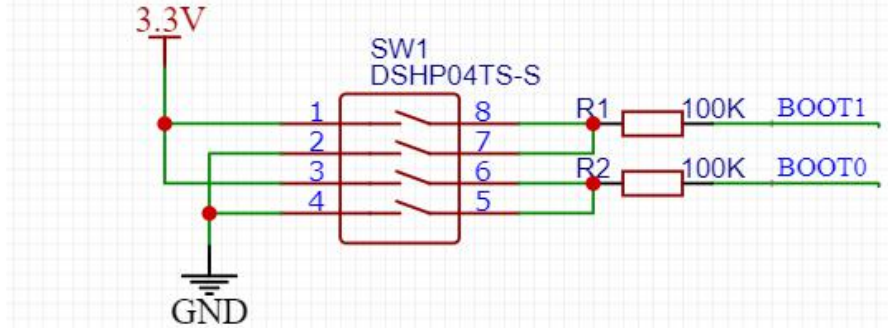 3.3V
SW1
DSHP04TS-S
1 8 R1 100K BOOT1
2 7
3 6 R2 100K BOOT0
4 5
GND